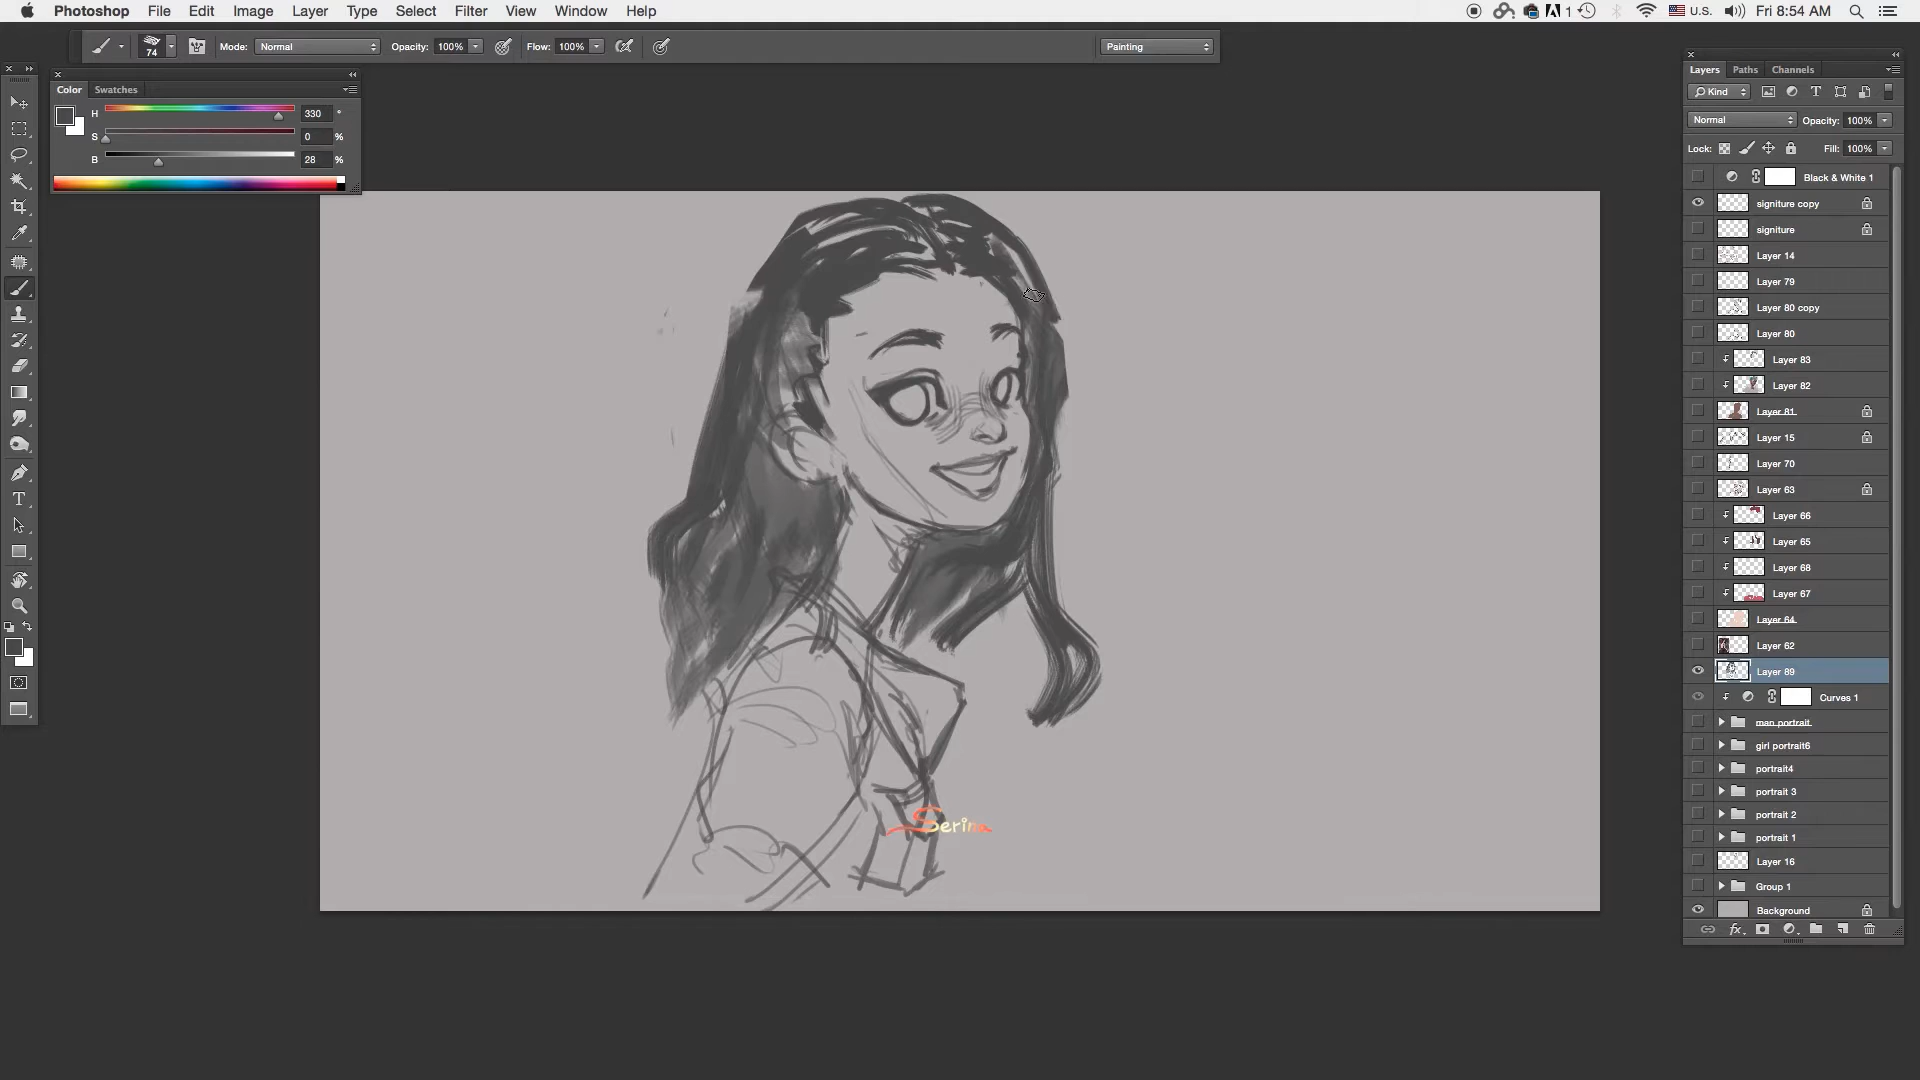 Photoshop File Edit Image Layer Type Select Filter View Window Help 1 U.S. Fri 8:54 AM
74 Mode: Normal Opacity: 100% Flow: 100% Painting
Color Swatches
H 330 °
S 0 %
B 28 %
Serina
Layers Paths Channels
Kind
Normal Opacity: 100%
Lock: Fill: 100%
Black & White 1
signiture copy
signiture
Layer 14
Layer 79
Layer 80 copy
Layer 80
Layer 83
Layer 82
Layer 81
Layer 15
Layer 70
Layer 63
Layer 66
Layer 65
Layer 68
Layer 67
Layer 64
Layer 62
Layer 89
Curves 1
man portrait
girl portrait6
portrait4
portrait 3
portrait 2
portrait 1
Layer 16
Group 1
Background